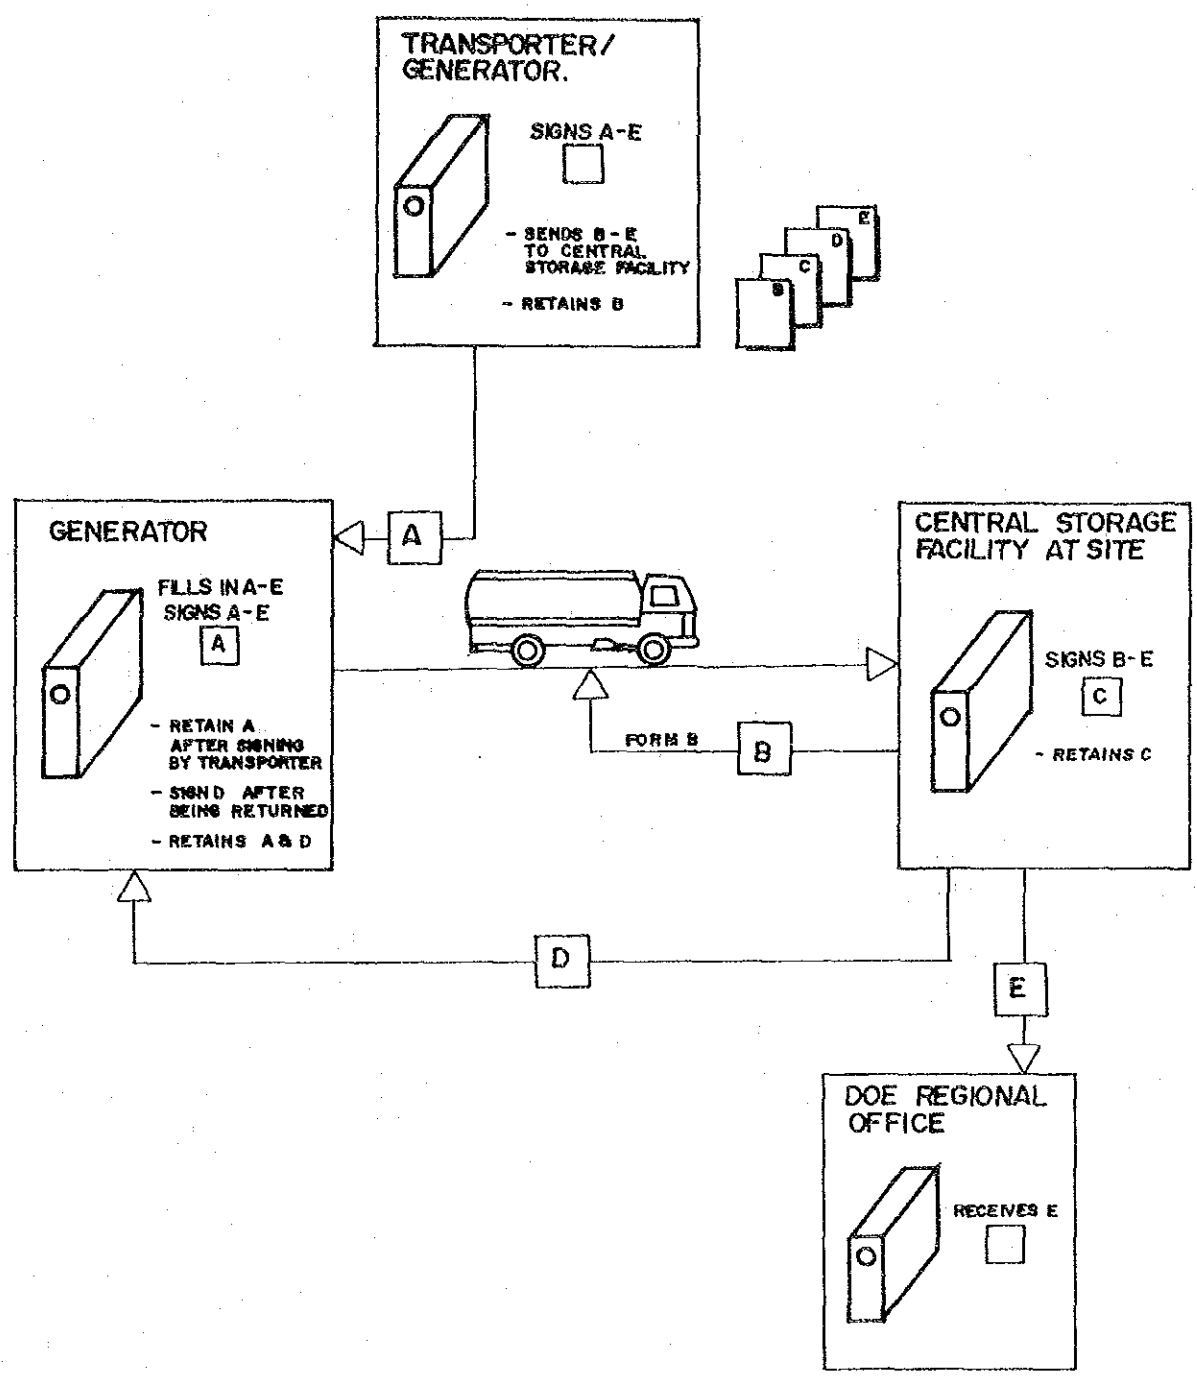 TRANSPORTER/
GENERATOR.
SIGNS A-E
- SENDS B-E
TO CENTRAL
STORAGE FACILITY
- RETAINS B
E
D
C
B
GENERATOR
FILLS IN A-E
SIGNS A-E
A
- RETAIN A
AFTER SIGNING
BY TRANSPORTER
- SIGN D AFTER
BEING RETURNED
- RETAINS A & D
A
CENTRAL STORAGE
FACILITY AT SITE
SIGNS B-E
C
- RETAINS C
FORM B
B
D
E
DOE REGIONAL
OFFICE
RECEIVES E